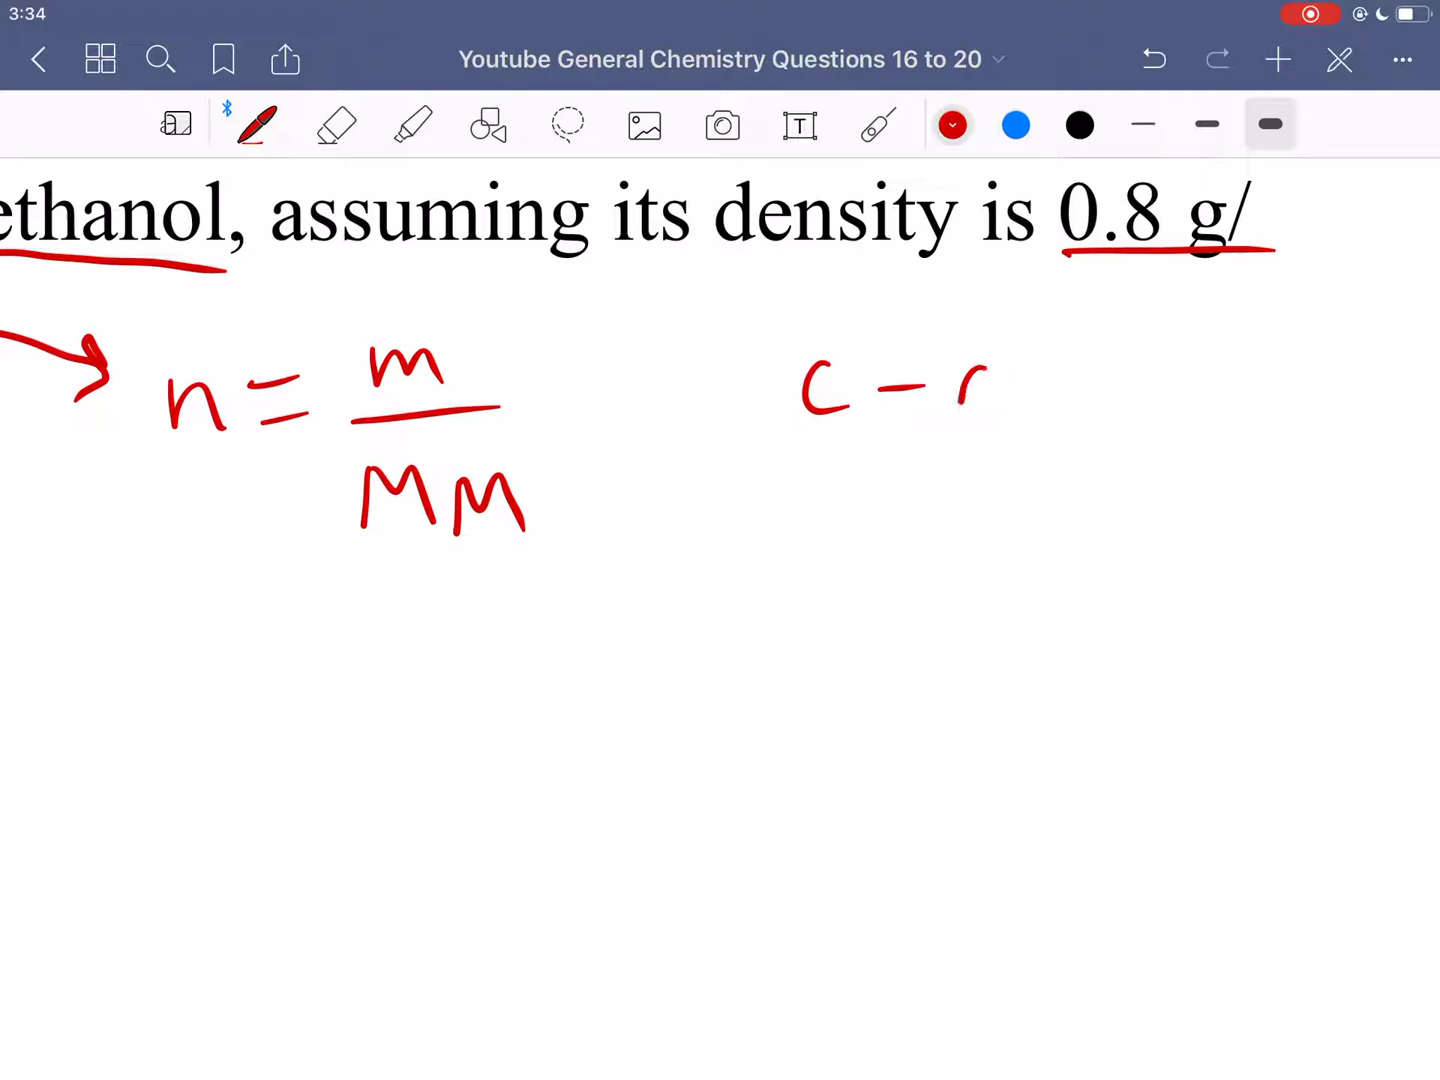 3:34
Youtube General Chemistry Questions 16 to 20
ethanol, assuming its density is 0.8 g/
n = m
MM
C -